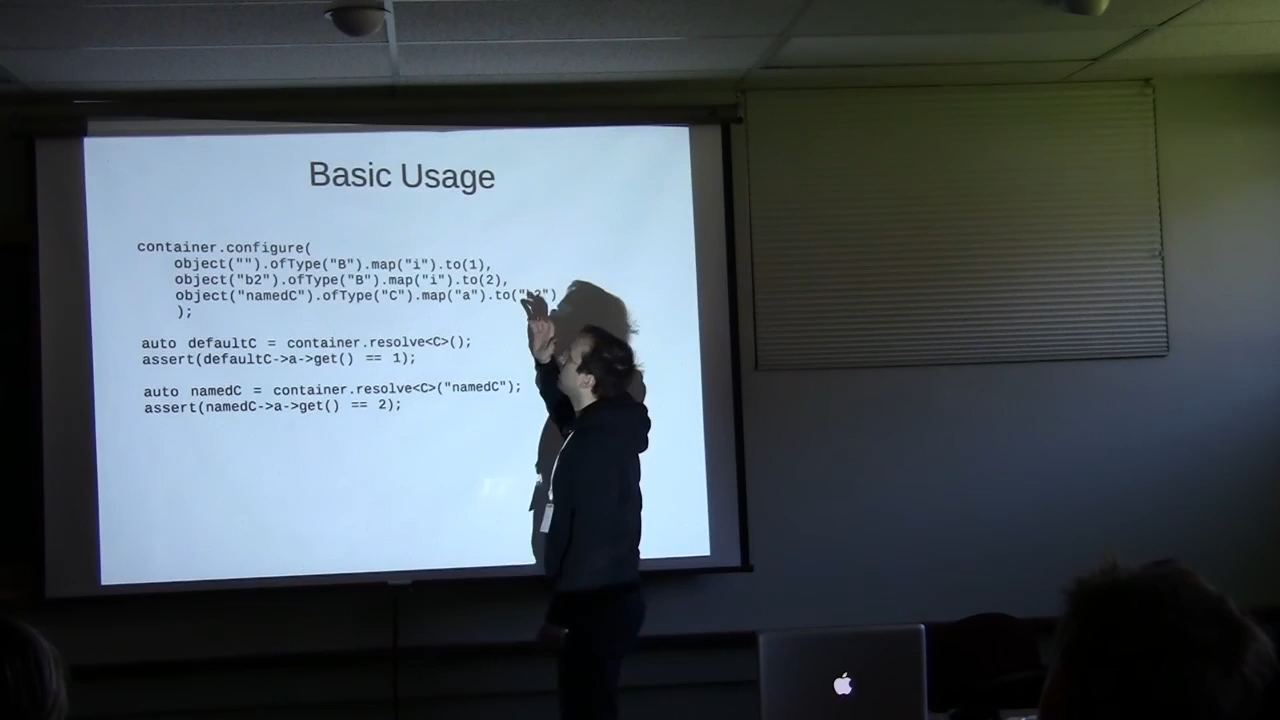 Basic Usage
container.configure(
object("").ofType("B").map("i").to(1),
object("b2").ofType("B").map("i").to(2),
object("namedC").ofType("C").map("a").to("b2")
);
auto defaultC = container.resolve<C>();
assert(defaultC->a->get() == 1);
auto namedC = container.resolve<C>("namedC");
assert(namedC->a->get() == 2);